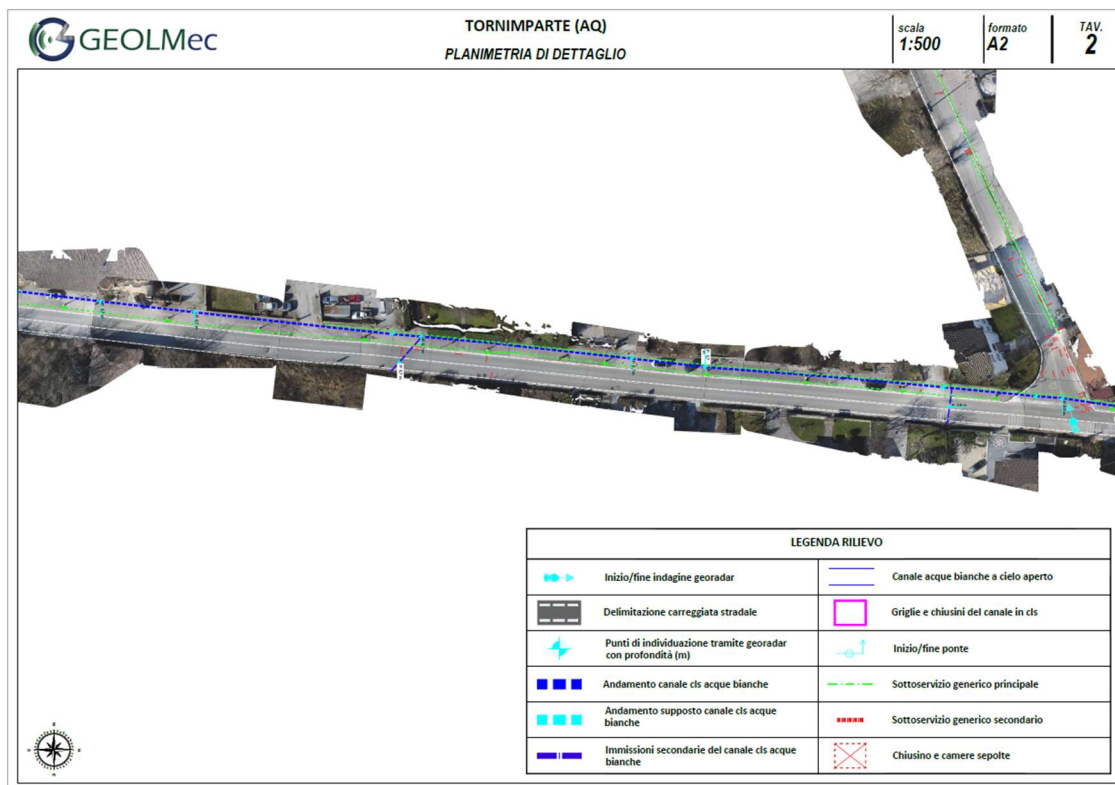 GEOLMec
TORNIMPARTE (AQ)
PLANIMETRIA DI DETTAGLIO
scala
1:500
formato
A2
TAV.
2
LEGENDA RILIEVO
Inizio/fine indagine georadar
Canale acque bianche a cielo aperto
Delimitazione carreggiata stradale
Griglie e chiusini del canale in cls
Punti di individuazione tramite georadar
con profondità (m)
Inizio/fine ponte
Andamento canale cls acque bianche
Sottoservizio generico principale
Andamento supposto canale cls acque
bianche
Sottoservizio generico secondario
Immissioni secondarie del canale cls acque
bianche
Chiusino e camere sepolte